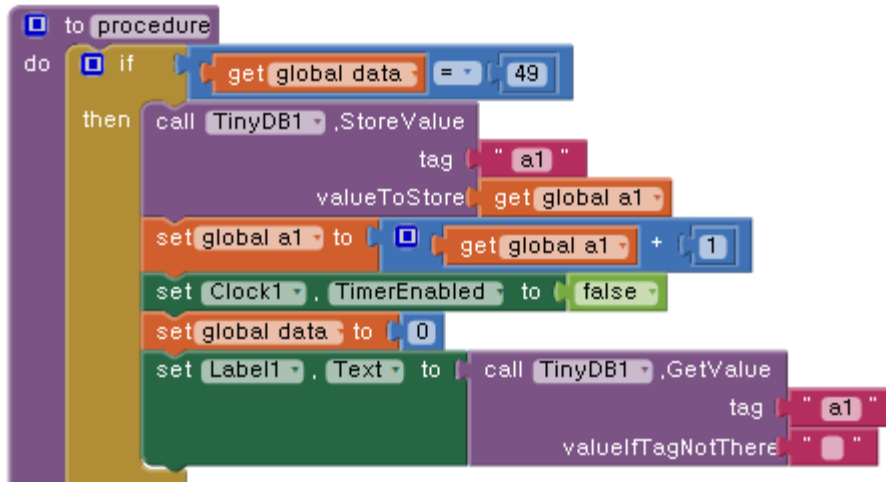 to procedure
do if get global data = 49
then call TinyDB1 .StoreValue
tag " a1 "
valueToStore get global a1
set global a1 to get global a1 + 1
set Clock1 . TimerEnabled to false
set global data to 0
set Label1 . Text to call TinyDB1 .GetValue
tag " a1 "
valueIfTagNotThere " "